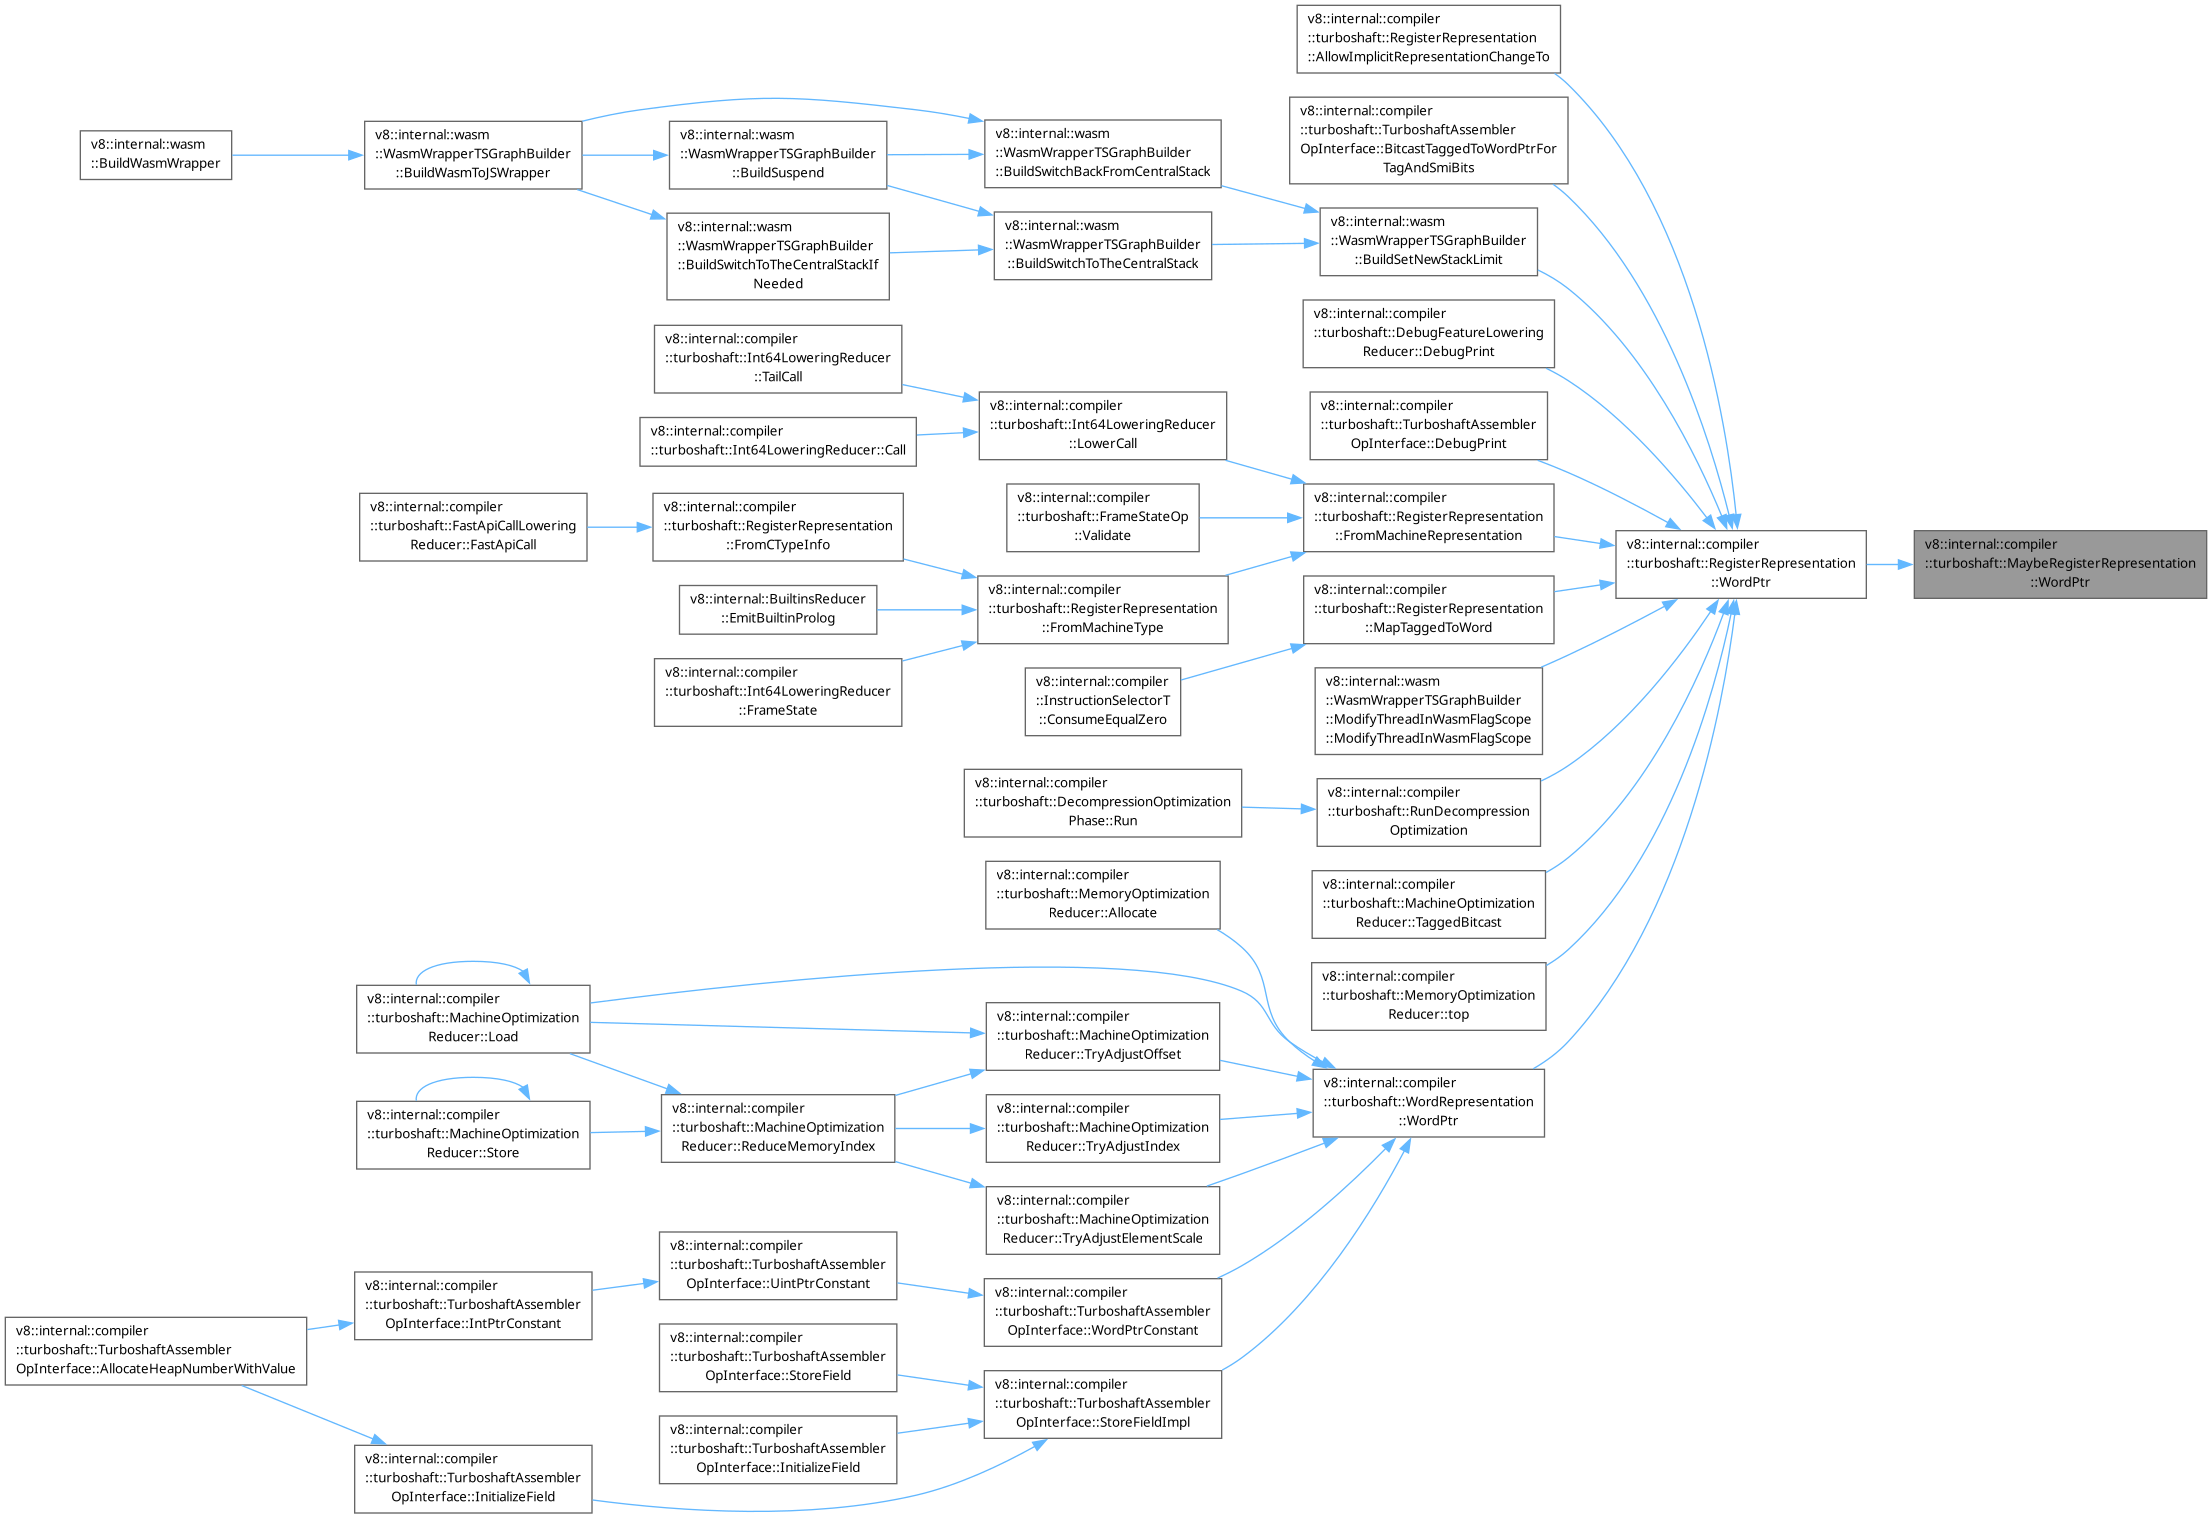 v8::internal::compiler
::turboshaft::RegisterRepresentation
::AllowImplicitRepresentationChangeTo
v8::internal::compiler
::turboshaft::TurboshaftAssembler
OpInterface::BitcastTaggedToWordPtrFor
TagAndSmiBits
v8::internal::wasm
::BuildWasmWrapper
v8::internal::wasm
::WasmWrapperTSGraphBuilder
::BuildWasmToJSWrapper
v8::internal::wasm
::WasmWrapperTSGraphBuilder
::BuildSuspend
v8::internal::wasm
::WasmWrapperTSGraphBuilder
::BuildSwitchBackFromCentralStack
v8::internal::wasm
::WasmWrapperTSGraphBuilder
::BuildSwitchToTheCentralStackIf
Needed
v8::internal::wasm
::WasmWrapperTSGraphBuilder
::BuildSwitchToTheCentralStack
v8::internal::wasm
::WasmWrapperTSGraphBuilder
::BuildSetNewStackLimit
v8::internal::compiler
::turboshaft::DebugFeatureLowering
Reducer::DebugPrint
v8::internal::compiler
::turboshaft::Int64LoweringReducer
::TailCall
v8::internal::compiler
::turboshaft::Int64LoweringReducer
::LowerCall
v8::internal::compiler
::turboshaft::TurboshaftAssembler
OpInterface::DebugPrint
v8::internal::compiler
::turboshaft::Int64LoweringReducer::Call
v8::internal::compiler
::turboshaft::FastApiCallLowering
Reducer::FastApiCall
v8::internal::compiler
::turboshaft::RegisterRepresentation
::FromCTypeInfo
v8::internal::compiler
::turboshaft::FrameStateOp
::Validate
v8::internal::compiler
::turboshaft::RegisterRepresentation
::FromMachineRepresentation
v8::internal::compiler
::turboshaft::RegisterRepresentation
::WordPtr
v8::internal::compiler
::turboshaft::MaybeRegisterRepresentation
::WordPtr
v8::internal::BuiltinsReducer
::EmitBuiltinProlog
v8::internal::compiler
::turboshaft::RegisterRepresentation
::FromMachineType
v8::internal::compiler
::turboshaft::RegisterRepresentation
::MapTaggedToWord
v8::internal::compiler
::turboshaft::Int64LoweringReducer
::FrameState
v8::internal::compiler
::InstructionSelectorT
::ConsumeEqualZero
v8::internal::wasm
::WasmWrapperTSGraphBuilder
::ModifyThreadInWasmFlagScope
::ModifyThreadInWasmFlagScope
v8::internal::compiler
::turboshaft::DecompressionOptimization
Phase::Run
v8::internal::compiler
::turboshaft::RunDecompression
Optimization
v8::internal::compiler
::turboshaft::MemoryOptimization
Reducer::Allocate
v8::internal::compiler
::turboshaft::MachineOptimization
Reducer::TaggedBitcast
v8::internal::compiler
::turboshaft::MachineOptimization
Reducer::Load
v8::internal::compiler
::turboshaft::MachineOptimization
Reducer::TryAdjustOffset
v8::internal::compiler
::turboshaft::MemoryOptimization
Reducer::top
v8::internal::compiler
::turboshaft::MachineOptimization
Reducer::Store
v8::internal::compiler
::turboshaft::MachineOptimization
Reducer::ReduceMemoryIndex
v8::internal::compiler
::turboshaft::MachineOptimization
Reducer::TryAdjustIndex
v8::internal::compiler
::turboshaft::WordRepresentation
::WordPtr
v8::internal::compiler
::turboshaft::MachineOptimization
Reducer::TryAdjustElementScale
v8::internal::compiler
::turboshaft::TurboshaftAssembler
OpInterface::UintPtrConstant
v8::internal::compiler
::turboshaft::TurboshaftAssembler
OpInterface::IntPtrConstant
v8::internal::compiler
::turboshaft::TurboshaftAssembler
OpInterface::WordPtrConstant
v8::internal::compiler
::turboshaft::TurboshaftAssembler
OpInterface::AllocateHeapNumberWithValue
v8::internal::compiler
::turboshaft::TurboshaftAssembler
OpInterface::StoreField
v8::internal::compiler
::turboshaft::TurboshaftAssembler
OpInterface::StoreFieldImpl
v8::internal::compiler
::turboshaft::TurboshaftAssembler
OpInterface::InitializeField
v8::internal::compiler
::turboshaft::TurboshaftAssembler
OpInterface::InitializeField